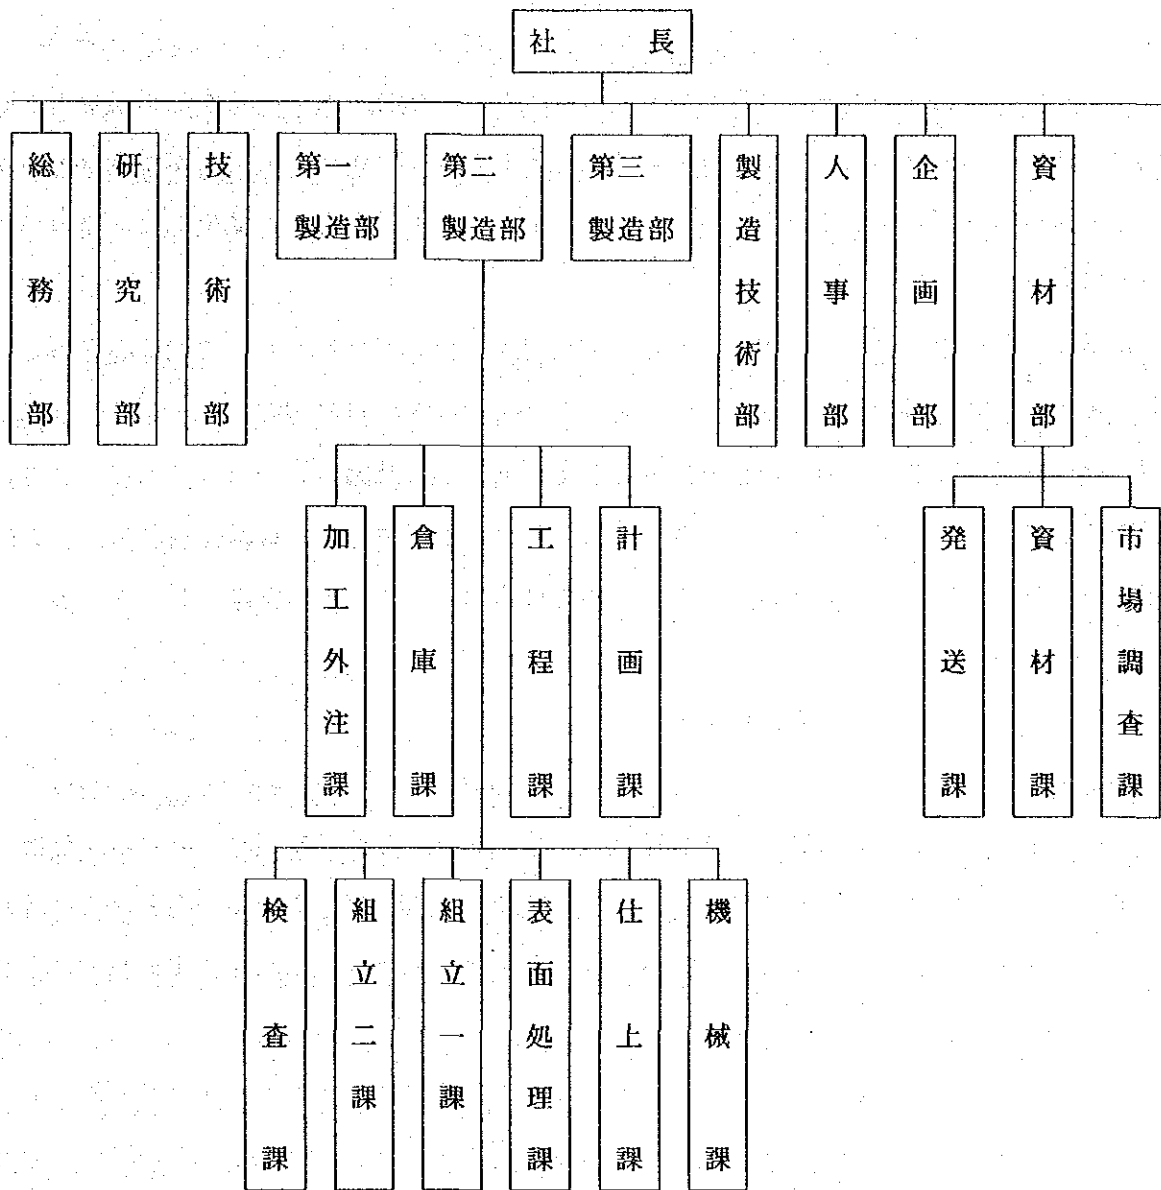 社長
総務部
研究部
技術部
第一
製造部
第二
製造部
第三
製造部
製造技術部
人事部
企画部
資材部
加工外注課
倉庫課
工程課
計画課
発送課
資材課
市場調査課
検査課
組立二課
組立一課
表面処理課
仕上課
機械課